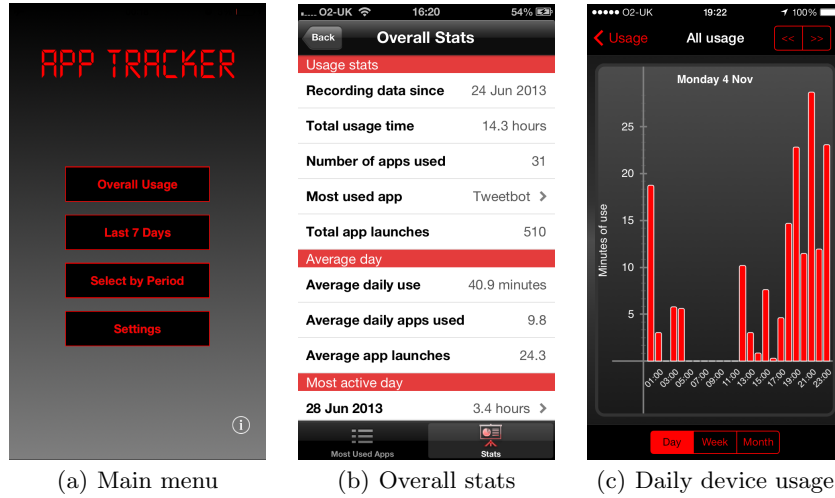 APP TRACKER
Overall Usage
Last 7 Days
Select by Period
Settings
(a) Main menu
O2-UK 16:20 54%
Back Overall Stats
Usage stats
Recording data since 24 Jun 2013
Total usage time 14.3 hours
Number of apps used 31
Most used app Tweetbot
Total app launches 510
Average day
Average daily use 40.9 minutes
Average daily apps used 9.8
Average app launches 24.3
Most active day
28 Jun 2013 3.4 hours
Most Used Apps Stats
(b) Overall stats
O2-UK 19:22 100%
Usage All usage << >>
Monday 4 Nov
Minutes of use
25
20
15
10
5
01:00 03:00 05:00 07:00 09:00 11:00 13:00 15:00 17:00 19:00 21:00 23:00
Day Week Month
(c) Daily device usage